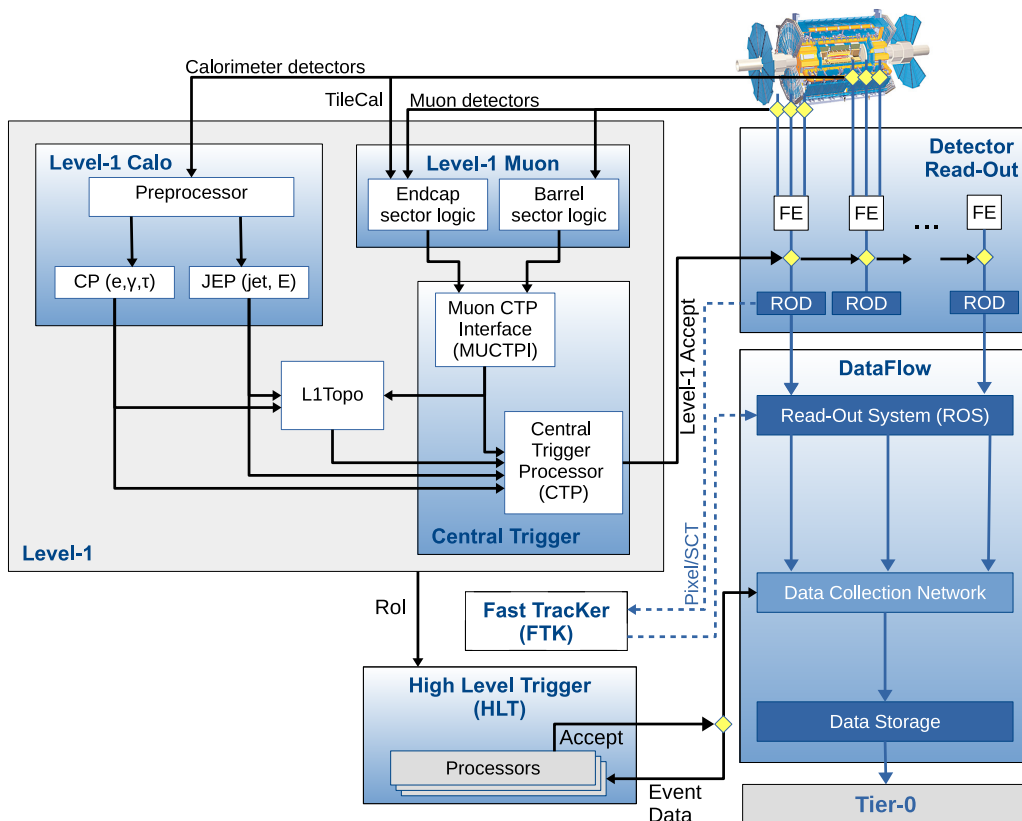 Calorimeter detectors
TileCal
Muon detectors
Detector
Read-Out
Level-1 Calo
Preprocessor
CP (e,γ,τ)
JEP (jet, E)
Level-1 Muon
Endcap
sector logic
Barrel
sector logic
FE
FE
...
FE
ROD
ROD
ROD
Muon CTP
Interface
(MUCTPI)
L1Topo
Central
Trigger
Processor
(CTP)
Central Trigger
Level-1
Level-1 Accept
Pixel/SCT
DataFlow
Read-Out System (ROS)
Data Collection Network
Data Storage
Tier-0
RoI
Fast TracKer
(FTK)
High Level Trigger
(HLT)
Accept
Processors
Event
Data